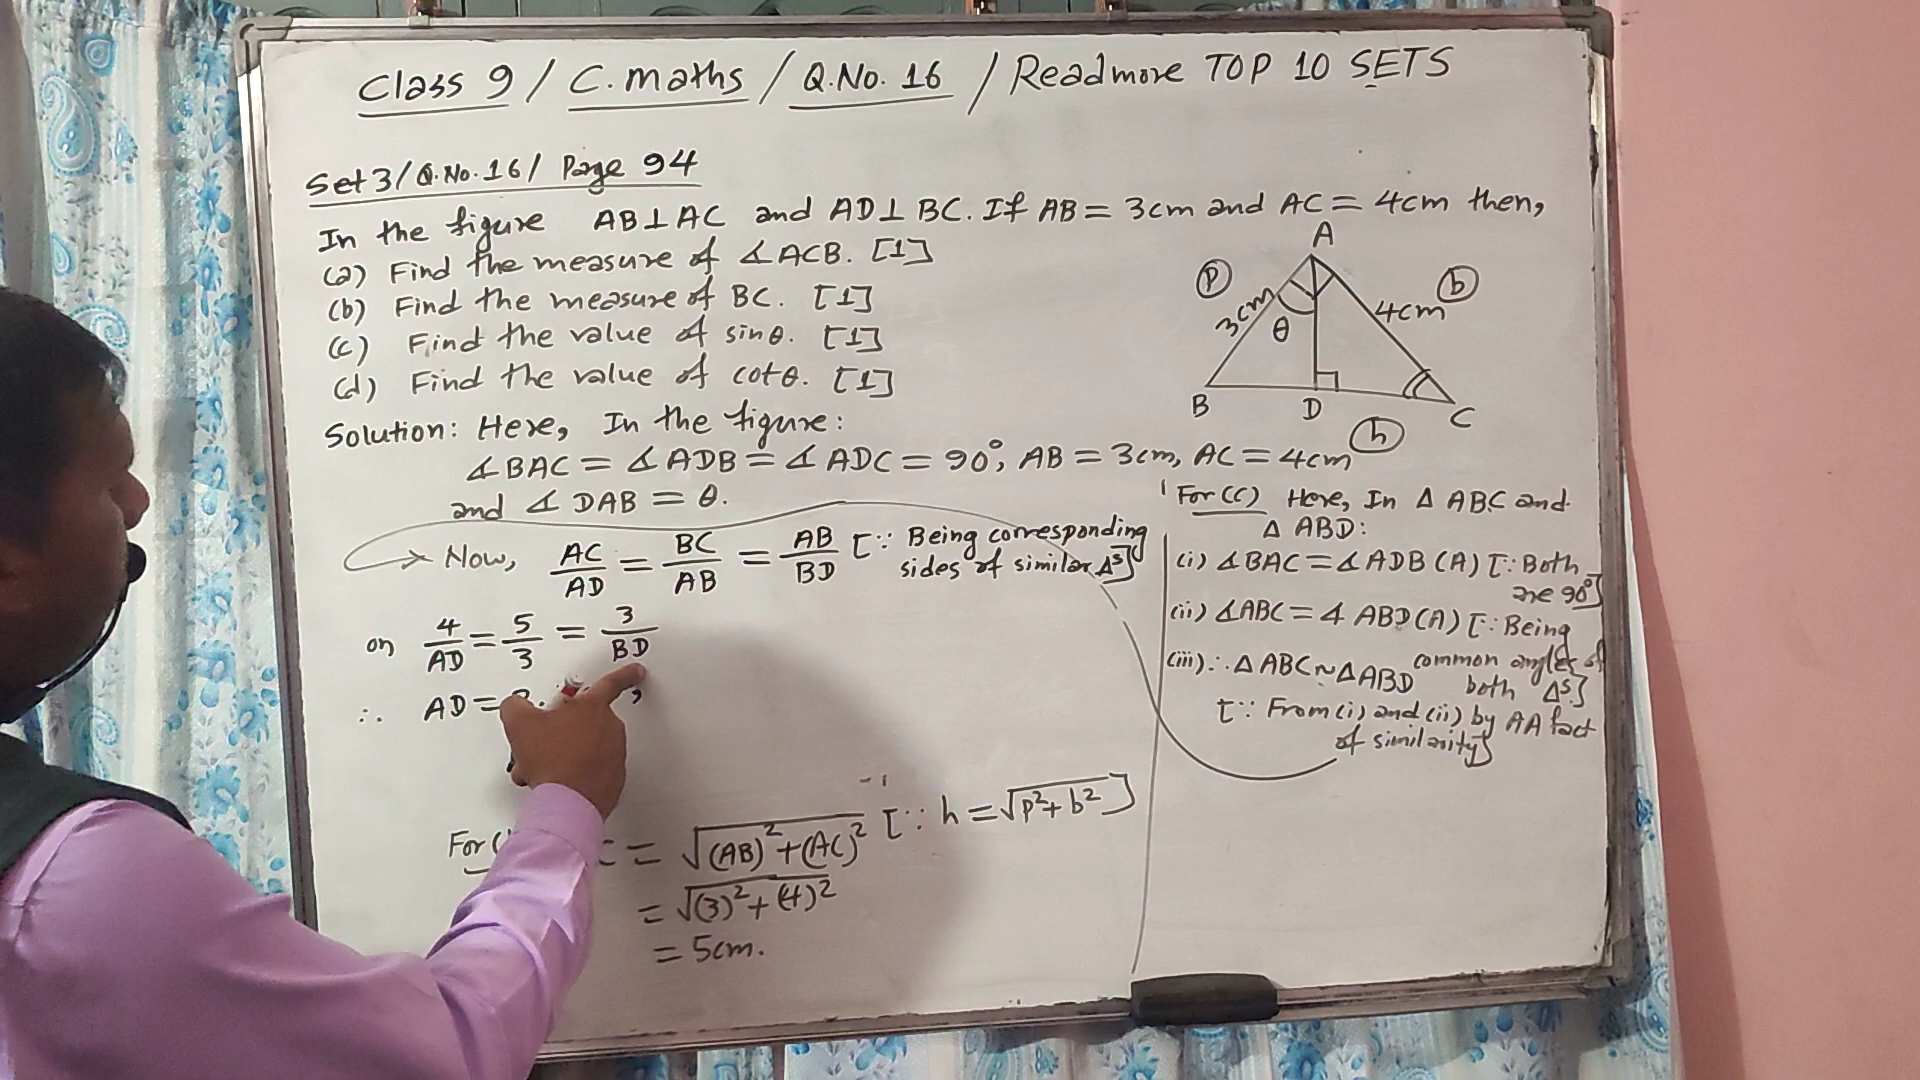 Class 9 / C. maths / Q.No. 16 / Readmore TOP 10 SETS
Set 3 / Q.No. 16 / Page 94
In the figure AB⊥AC and AD⊥BC. If AB = 3cm and AC = 4cm then,
(a) Find the measure of ∡ACB. [1]
(b) Find the measure of BC. [1]
(c) Find the value of sinθ. [1]
(d) Find the value of cotθ. [1]
A
p
b
3cm
θ
4cm
B
D
C
h
Solution: Here, In the figure:
∡BAC = ∡ADB = ∡ADC = 90°, AB = 3cm, AC = 4cm
and ∡DAB = θ.
Now, AC/AD = BC/AB = AB/BD [∵ Being corresponding
sides of similar Δs]
or 4/AD = 5/3 = 3/BD
∴ AD =
For (
= √(AB)²+(AC)² [∵ h = √p²+b²]
= √(3)²+(4)²
= 5cm.
For (c) Here, In Δ ABC and
Δ ABD:
(i) ∡BAC = ∡ADB (A) [∵ Both
are 90°]
(ii) ∡ABC = ∡ABD (A) [∵ Being
common angles of
both Δs]
(iii) ∴ Δ ABC ~ Δ ABD
[∵ From (i) and (ii) by AA fact
of similarity]